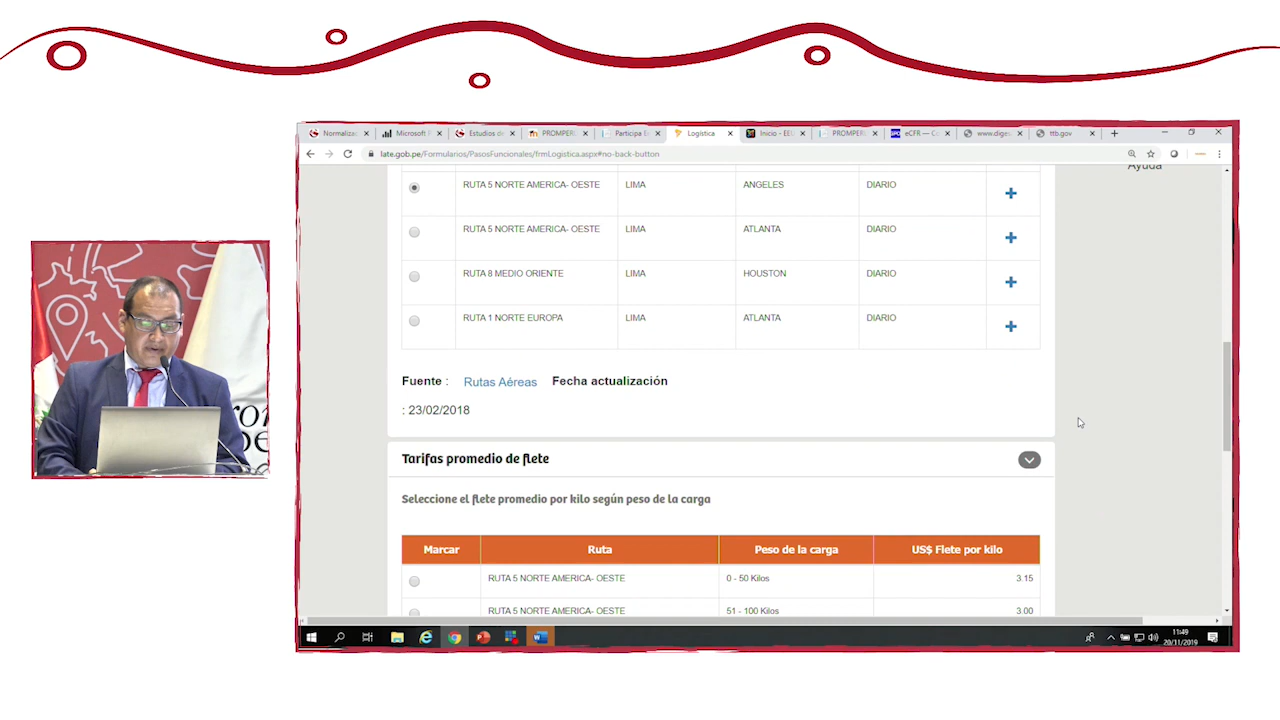 Normaliza
Microsoft P
Estudios de
PROMPER
Participa E
Logística
Inicio - EEU
PROMPER
eCFR — Co
www.diges
ttb.gov
late.gob.pe/Formularios/PasosFuncionales/frmLogistica.aspx#no-back-button
Ayuda
RUTA 5 NORTE AMERICA- OESTE LIMA ANGELES DIARIO
RUTA 5 NORTE AMERICA- OESTE LIMA ATLANTA DIARIO
RUTA 8 MEDIO ORIENTE LIMA HOUSTON DIARIO
RUTA 1 NORTE EUROPA LIMA ATLANTA DIARIO
Fuente : Rutas Aéreas Fecha actualización
: 23/02/2018
Tarifas promedio de flete
Seleccione el flete promedio por kilo según peso de la carga
Marcar Ruta Peso de la carga US$ Flete por kilo
RUTA 5 NORTE AMERICA- OESTE 0 - 50 Kilos 3.15
RUTA 5 NORTE AMERICA- OESTE 51 - 100 Kilos 3.00
11:49
20/11/2019